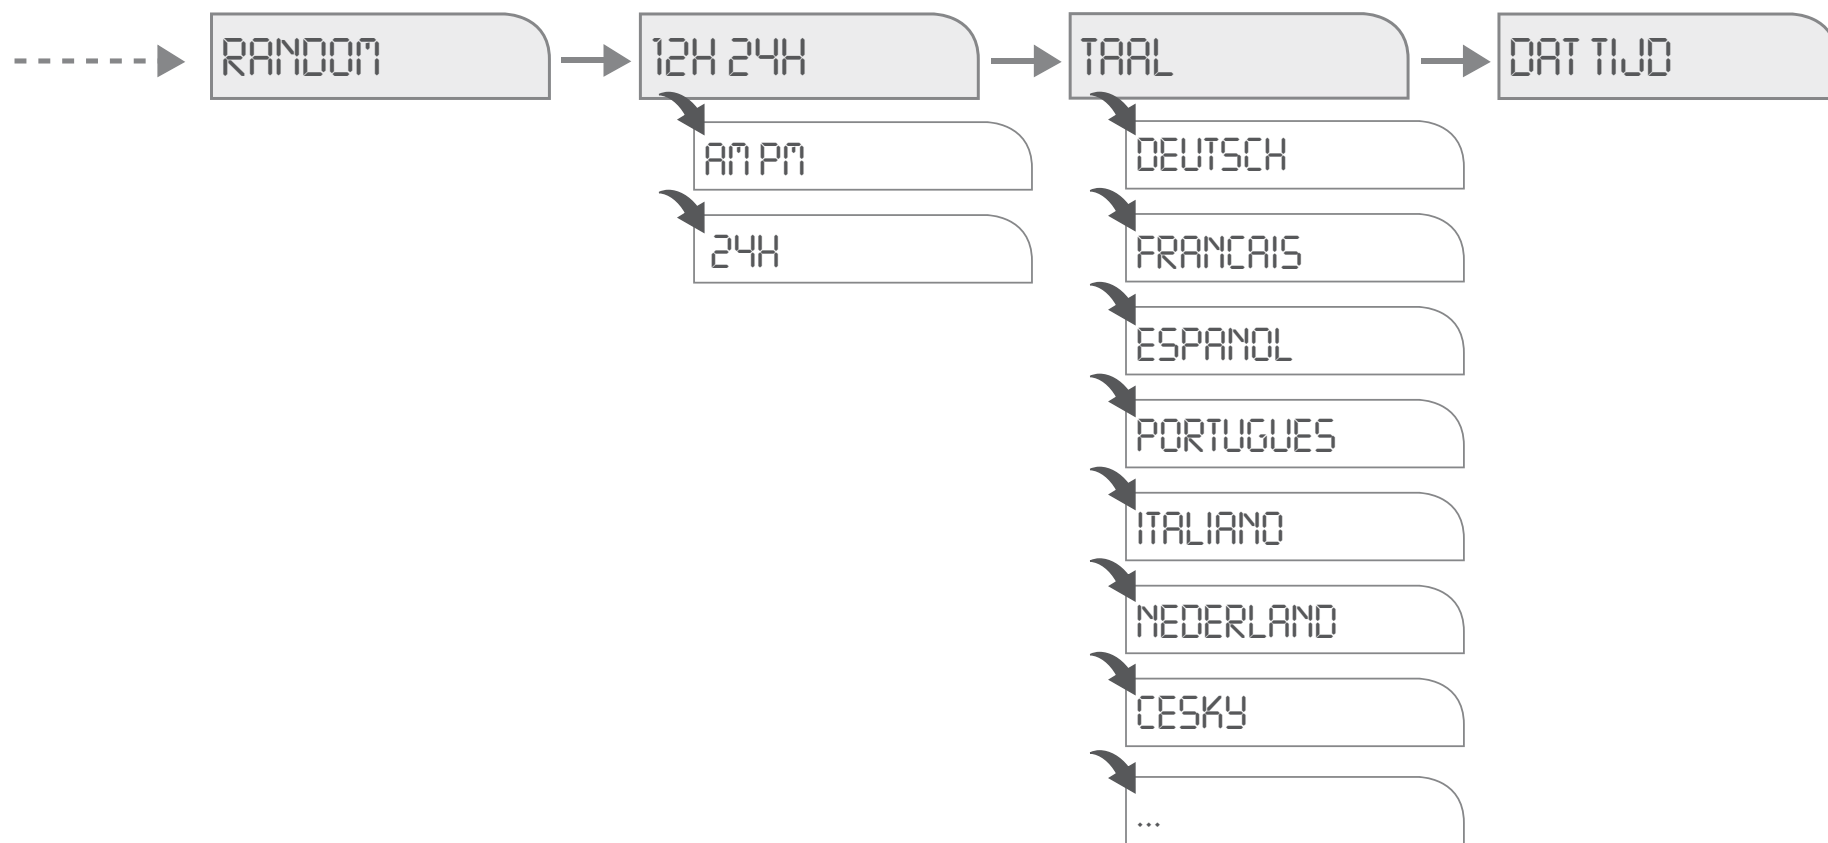 RANDOM
12H 24H
AM PM
24H
TAAL
DEUTSCH
FRANCAIS
ESPANOL
PORTUGUES
ITALIANO
NEDERLAND
CESKY
...
DAT TIJD